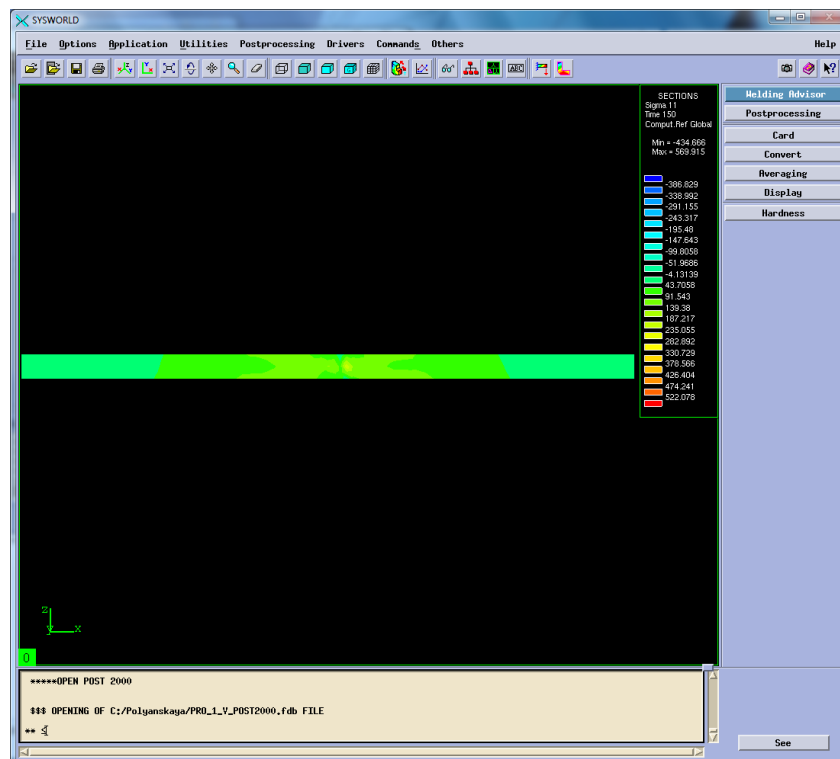 SYSWORLD
File Options Application Utilities Postprocessing Drivers Commands Others Help
ABC
SECTIONS
Sigma 11
Time 150
Comput.Ref Global
Min = -434.666
Max = 569.915
-386.829
-338.992
-291.155
-243.317
-195.48
-147.643
-99.8058
-51.9686
-4.13139
43.7058
91.543
139.38
187.217
235.055
282.892
330.729
378.566
426.404
474.241
522.078
Welding Advisor
Postprocessing
Card
Convert
Averaging
Display
Hardness
Z
Y X
0
*****OPEN POST 2000
$$$ OPENING OF C:/Polyanskaya/PRO_1_V_POST2000.fdb FILE
**
See